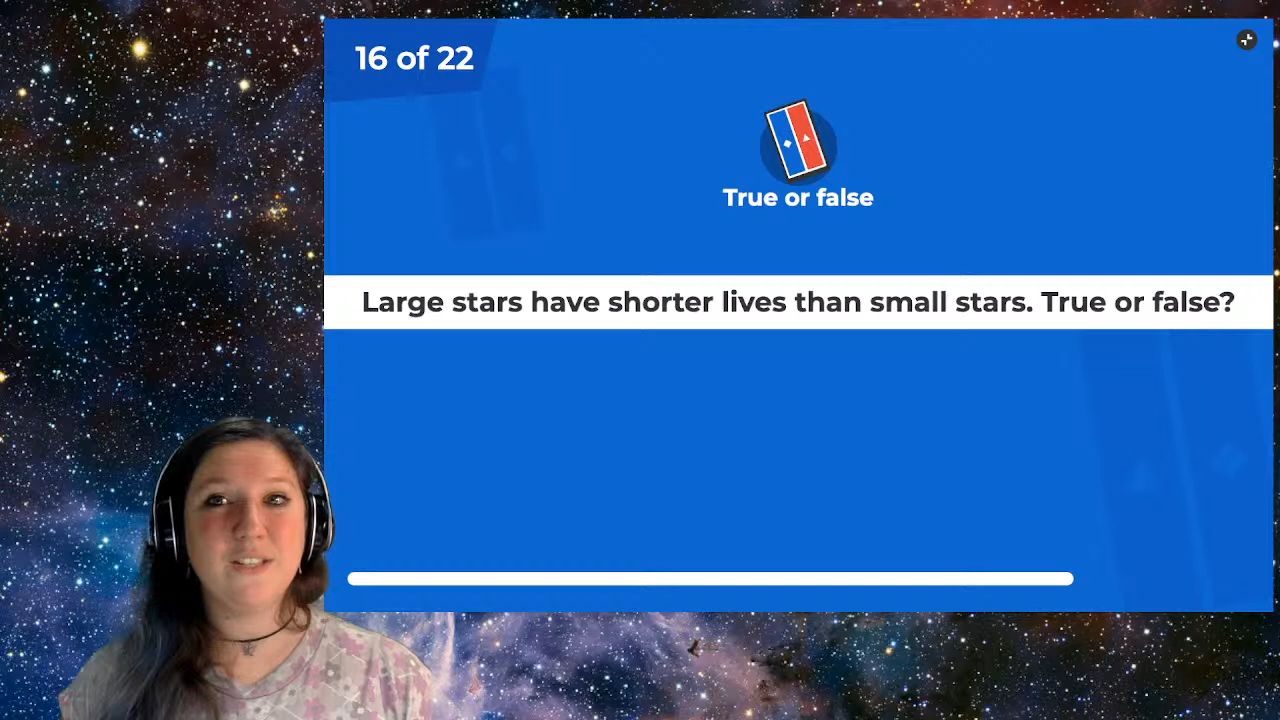 16 of 22
True or false
Large stars have shorter lives than small stars. True or false?